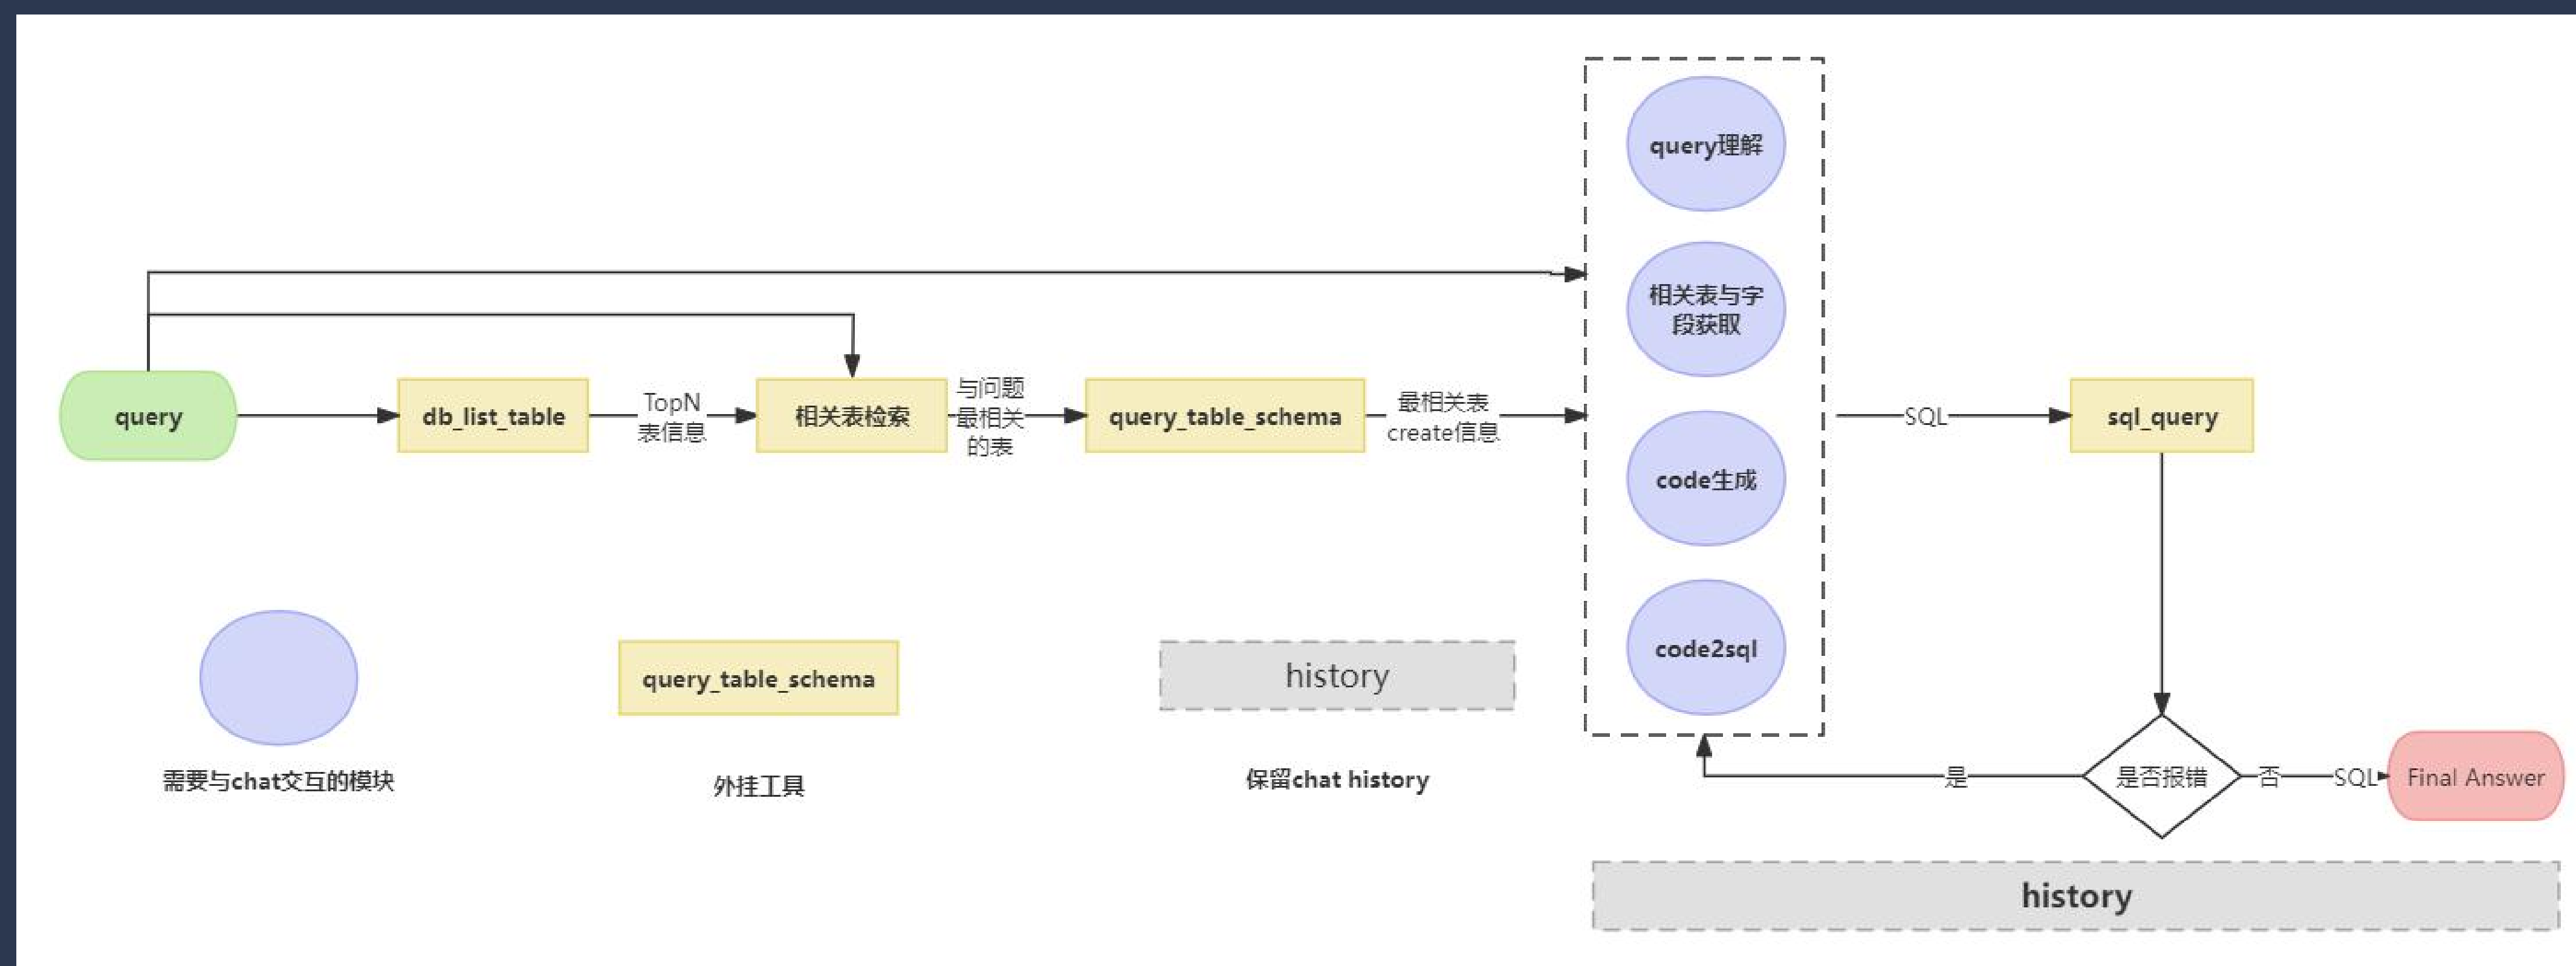 query理解
相关表与字
段获取
query
db_list_table
TopN
表信息
相关表检索
与问题
最相关
的表
query_table_schema
最相关表
create信息
code生成
SQL
sql_query
code2sql
query_table_schema
history
需要与chat交互的模块
外挂工具
保留chat history
是
是否报错
否
SQL
Final Answer
history